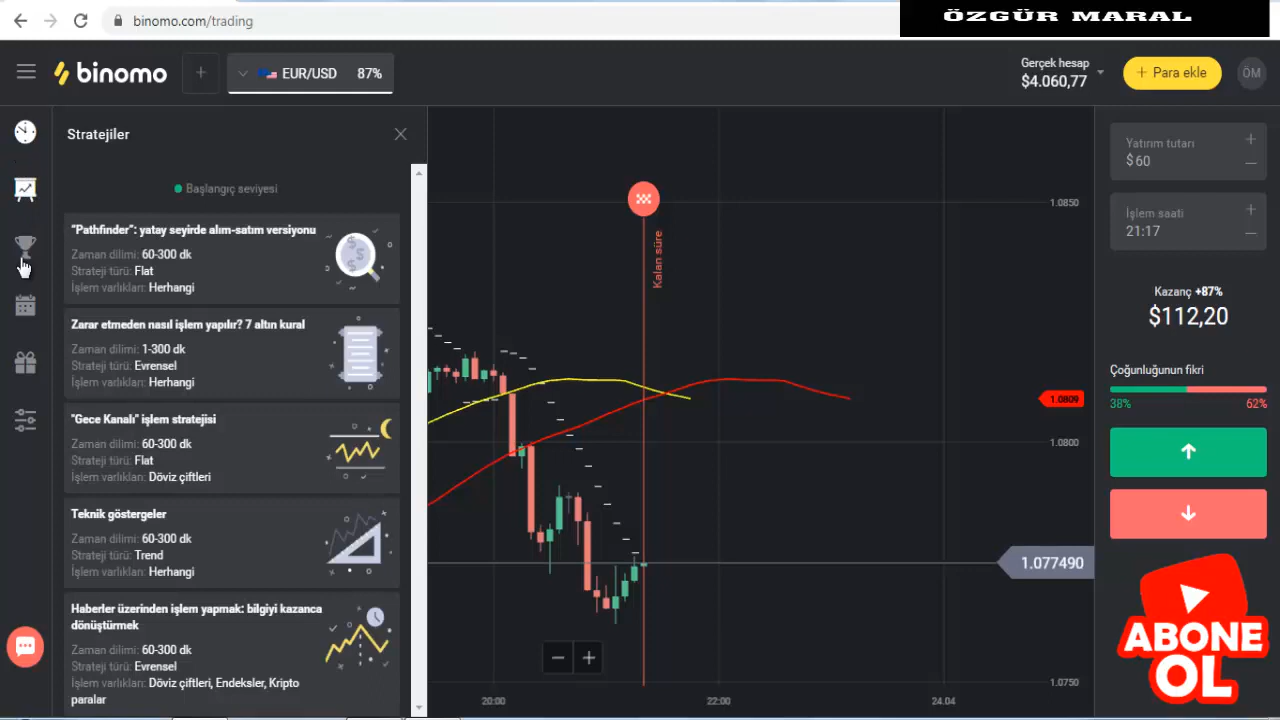 binomo.com/trading
ÖZGÜR MARAL
binomo
EUR/USD 87%
Gerçek hesap
$4.060,77
+ Para ekle
ÖM
Stratejiler
Başlangıç seviyesi
"Pathfinder": yatay seyirde alım-satım versiyonu
Zaman dilimi: 60-300 dk
Strateji türü: Flat
İşlem varlıkları: Herhangi
Zarar etmeden nasıl işlem yapılır? 7 altın kural
Zaman dilimi: 1-300 dk
Strateji türü: Evrensel
İşlem varlıkları: Herhangi
"Gece Kanalı" işlem stratejisi
Zaman dilimi: 60-300 dk
Strateji türü: Flat
İşlem varlıkları: Döviz çiftleri
Teknik göstergeler
Zaman dilimi: 60-300 dk
Strateji türü: Trend
İşlem varlıkları: Herhangi
Haberler üzerinden işlem yapmak: bilgiyi kazanca
dönüştürmek
Zaman dilimi: 60-300 dk
Strateji türü: Evrensel
İşlem varlıkları: Döviz çiftleri, Endeksler, Kripto
paralar
Kalan süre
1.0850
1.0809
1.0800
1.077490
1.0750
20:00
22:00
24.04
Yatırım tutarı
$ 60
İşlem saati
21:17
Kazanç +87%
$112,20
Çoğunluğunun fikri
38% 62%
ABONE
OL